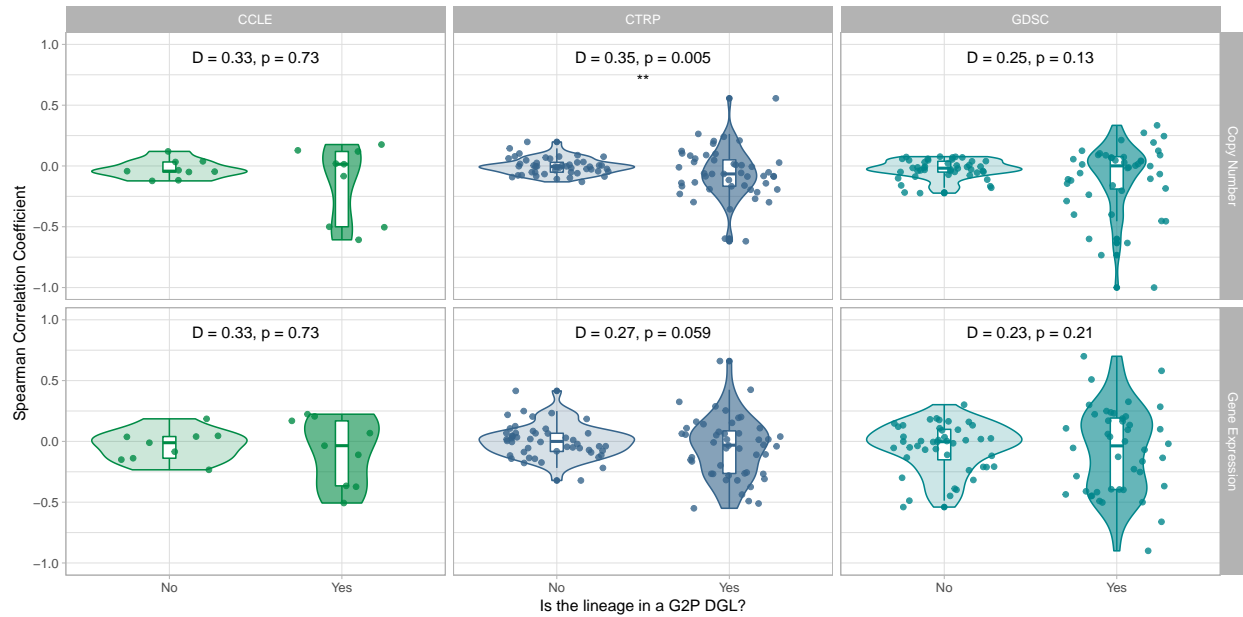 CCLE CTRP GDSC
D = 0.33, p = 0.73 D = 0.35, p = 0.005 D = 0.25, p = 0.13
**
1.0
0.5
0.0
−0.5
−1.0
Copy Number
D = 0.33, p = 0.73 D = 0.27, p = 0.059 D = 0.23, p = 0.21
1.0
0.5
0.0
−0.5
−1.0
Gene Expression
Spearman Correlation Coefficient
No Yes No Yes No Yes
Is the lineage in a G2P DGL?